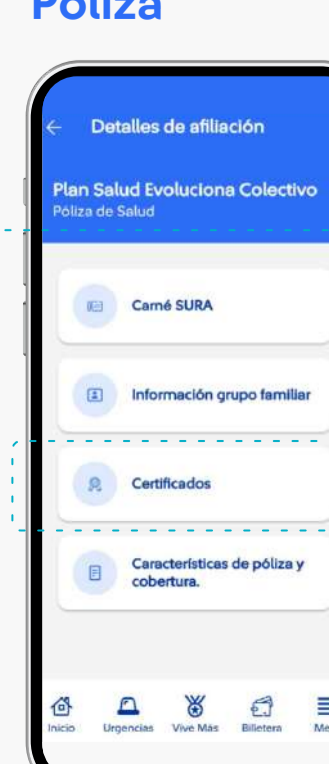 Póliza
Detalles de afiliación
Plan Salud Evoluciona Colectivo
Póliza de Salud
Carné SURA
Información grupo familiar
Certificados
Características de póliza y
cobertura.
Inicio
Urgencias
Vive Más
Billetera